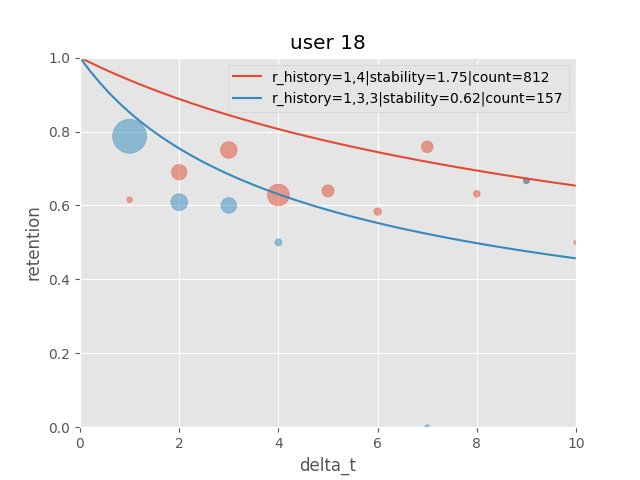 user 18
r_history=1,4|stability=1.75|count=812
r_history=1,3,3|stability=0.62|count=157
1.0
0.8
0.6
0.4
0.2
0.0
retention
0 2 4 6 8 10
delta_t